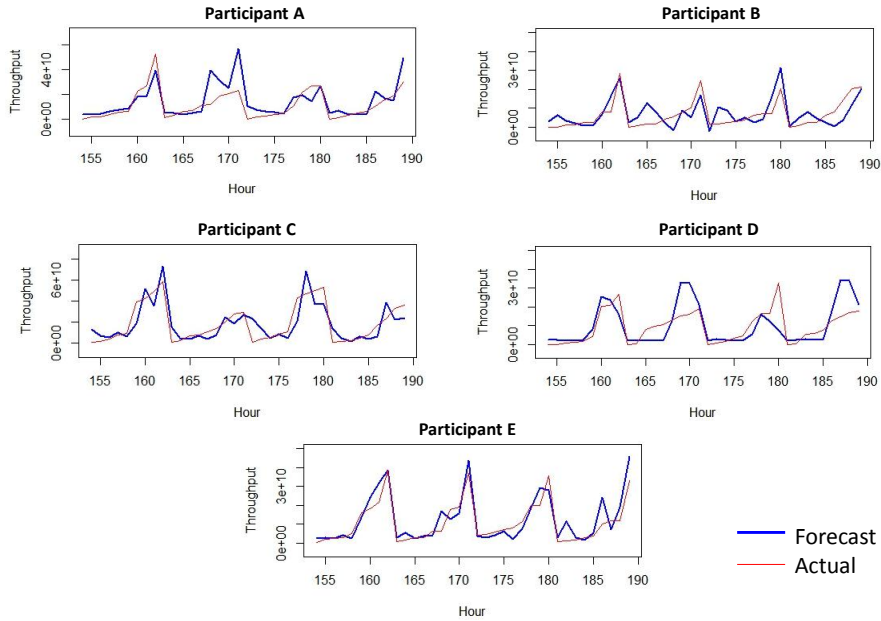 Participant A
Throughput
0e+00 4e+10
155 160 165 170 175 180 185 190
Hour
Participant B
Throughput
0e+00 3e+10
155 160 165 170 175 180 185 190
Hour
Participant C
Throughput
0e+00 6e+10
155 160 165 170 175 180 185 190
Hour
Participant D
Throughput
0e+00 3e+10
155 160 165 170 175 180 185 190
Hour
Participant E
Throughput
0e+00 3e+10
155 160 165 170 175 180 185 190
Hour
Forecast
Actual